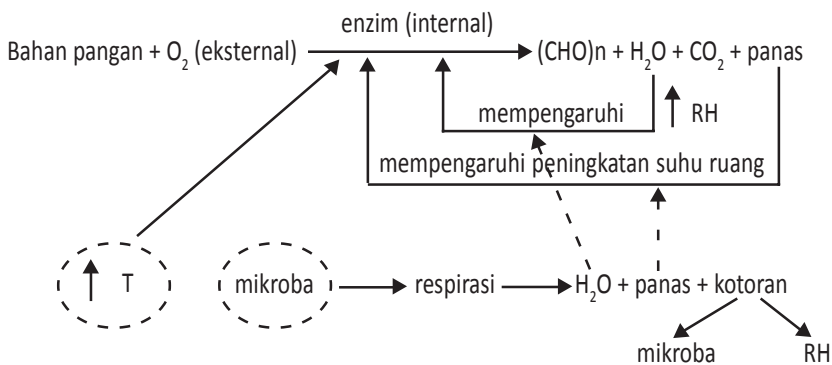 enzim (internal)
Bahan pangan + O₂ (eksternal) (CHO)n + H₂O + CO₂ + panas
mempengaruhi RH
mempengaruhi peningkatan suhu ruang
T mikroba respirasi H₂O + panas + kotoran
mikroba RH